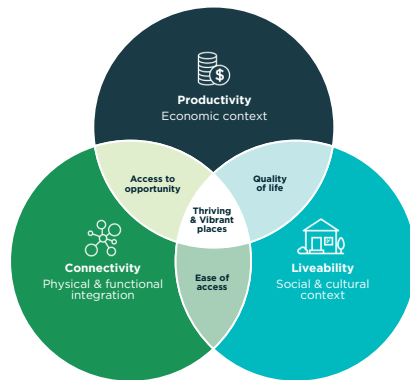 $
Productivity
Economic context
Access to
opportunity
Quality
of life
Thriving
& Vibrant
places
Connectivity
Physical & functional
integration
Ease of
access
Liveability
Social & cultural
context